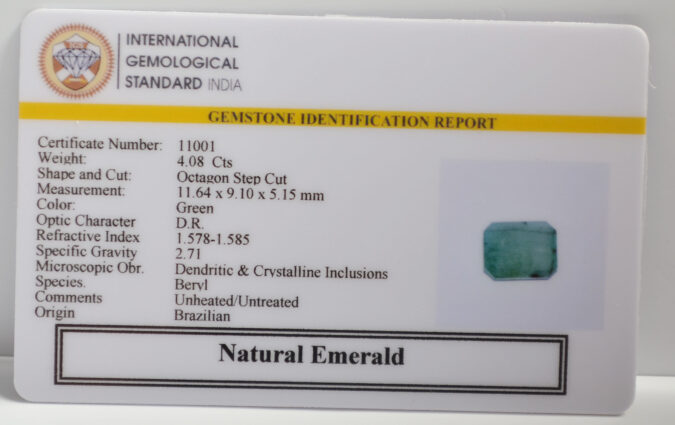 INTERNATIONAL
GEMOLOGICAL
STANDARD INDIA
GEMSTONE IDENTIFICATION REPORT
Certificate Number: 11001
Weight: 4.08 Cts
Shape and Cut: Octagon Step Cut
Measurement: 11.64 x 9.10 x 5.15 mm
Color: Green
Optic Character D.R.
Refractive Index 1.578-1.585
Specific Gravity 2.71
Microscopic Obr. Dendritic & Crystalline Inclusions
Species. Beryl
Comments Unheated/Untreated
Origin Brazilian
Natural Emerald